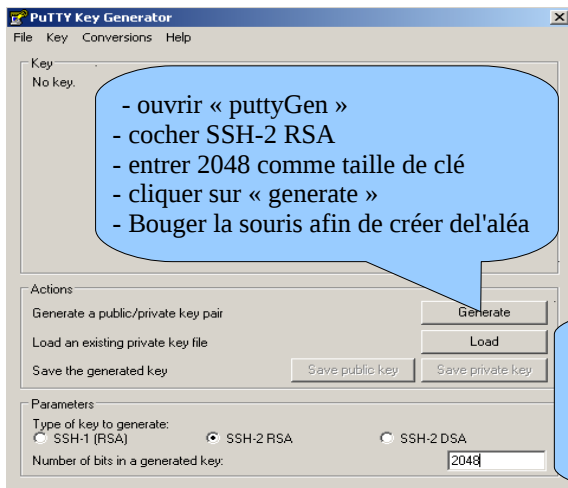 PuTTY Key Generator
File Key Conversions Help
Key
No key.
- ouvrir « puttyGen »
- cocher SSH-2 RSA
- entrer 2048 comme taille de clé
- cliquer sur « generate »
- Bouger la souris afin de créer del'aléa
Actions
Generate a public/private key pair Generate
Load an existing private key file Load
Save the generated key Save public key Save private key
Parameters
Type of key to generate:
SSH-1 (RSA) SSH-2 RSA SSH-2 DSA
Number of bits in a generated key: 2048